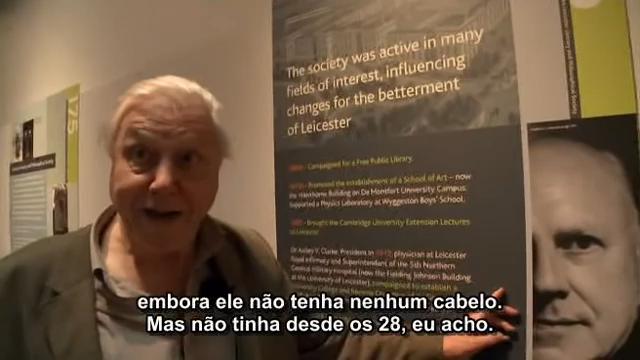 The society was active in many
fields of interest, influencing
changes for the betterment
of Leicester
Campaigned for a Free Public Library.
Promoted the establishment of a School of Art – now
the Hawthorne Building on De Montfort University Campus.
Supported a Physics Laboratory at Wyggeston Boys' School.
Brought the Cambridge University Extension Lectures
to Leicester
Dr Astley V. Clarke, President in physician at Leicester
Royal Infirmary and Superintendent of the 5th Northern
General military hospital (now the Fielding Johnson Building
at the University of Leicester), campaigned to establish a
University College
175
embora ele não tenha nenhum cabelo.
Mas não tinha desde os 28, eu acho.